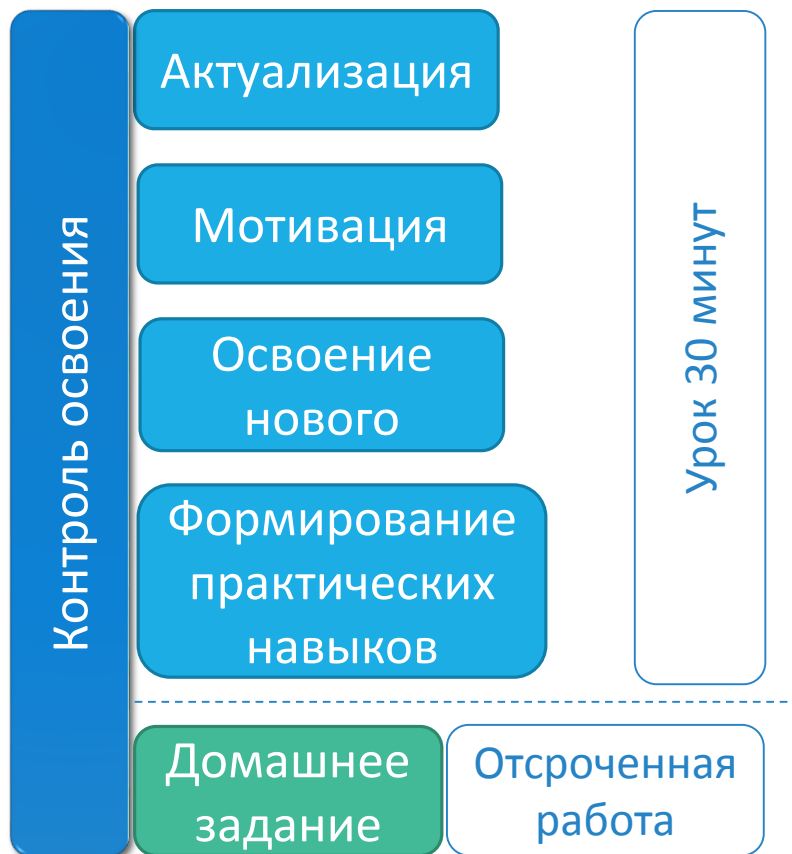 Контроль освоения
Актуализация
Мотивация
Освоение
нового
Формирование
практических
навыков
Урок 30 минут
Домашнее
задание
Отсроченная
работа